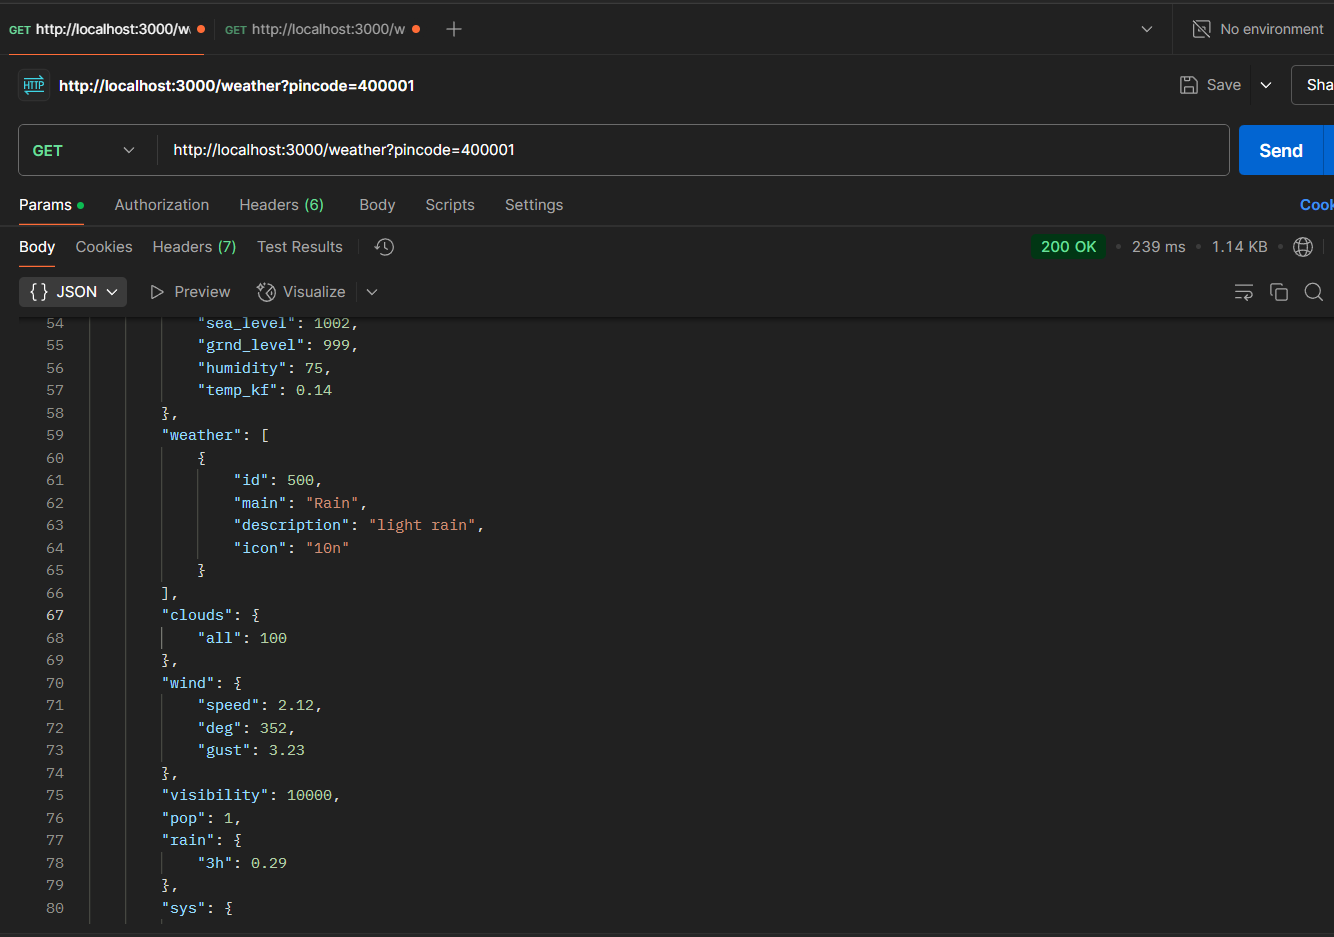 GET http://localhost:3000/w GET http://localhost:3000/w No environment
HTTP http://localhost:3000/weather?pincode=400001 Save Sha
GET http://localhost:3000/weather?pincode=400001 Send
Params Authorization Headers (6) Body Scripts Settings Cook
Body Cookies Headers (7) Test Results 200 OK 239 ms 1.14 KB
{} JSON Preview Visualize
54 "sea_level": 1002,
55 "grnd_level": 999,
56 "humidity": 75,
57 "temp_kf": 0.14
58 },
59 "weather": [
60 {
61 "id": 500,
62 "main": "Rain",
63 "description": "light rain",
64 "icon": "10n"
65 }
66 ],
67 "clouds": {
68 "all": 100
69 },
70 "wind": {
71 "speed": 2.12,
72 "deg": 352,
73 "gust": 3.23
74 },
75 "visibility": 10000,
76 "pop": 1,
77 "rain": {
78 "3h": 0.29
79 },
80 "sys": {